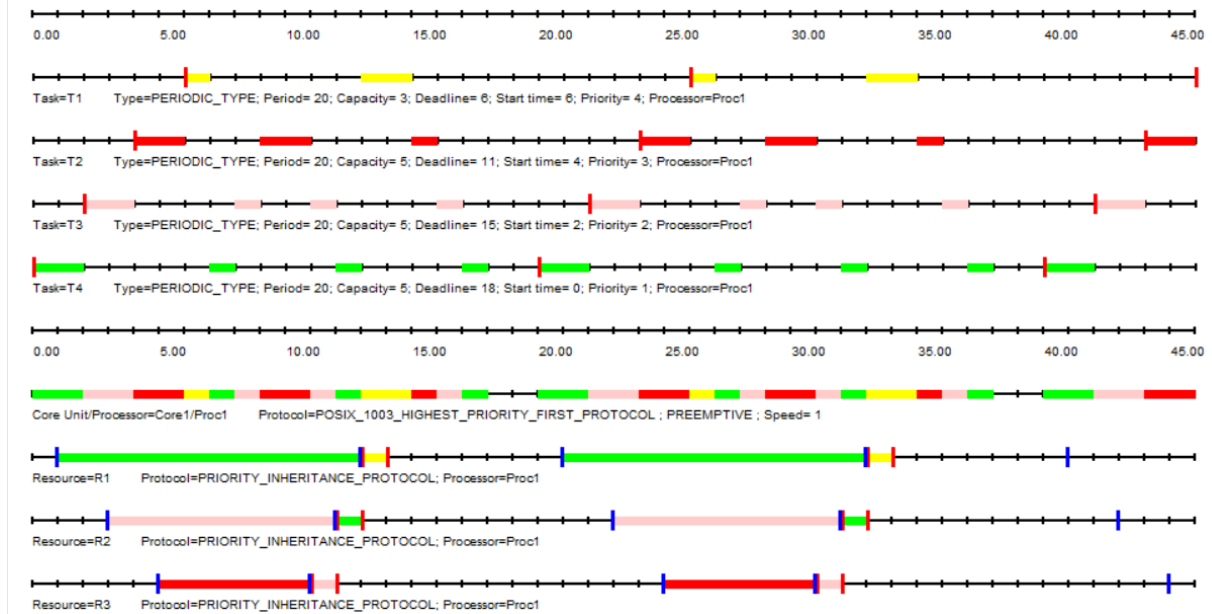 0.00 5.00 10.00 15.00 20.00 25.00 30.00 35.00 40.00 45.00
Task=T1 Type=PERIODIC_TYPE; Period= 20; Capacity= 3; Deadline= 6; Start time= 6; Priority= 4; Processor=Proc1
Task=T2 Type=PERIODIC_TYPE; Period= 20; Capacity= 5; Deadline= 11; Start time= 4; Priority= 3; Processor=Proc1
Task=T3 Type=PERIODIC_TYPE; Period= 20; Capacity= 5; Deadline= 15; Start time= 2; Priority= 2; Processor=Proc1
Task=T4 Type=PERIODIC_TYPE; Period= 20; Capacity= 5; Deadline= 18; Start time= 0; Priority= 1; Processor=Proc1
0.00 5.00 10.00 15.00 20.00 25.00 30.00 35.00 40.00 45.00
Core Unit/Processor=Core1/Proc1 Protocol=POSIX_1003_HIGHEST_PRIORITY_FIRST_PROTOCOL ; PREEMPTIVE ; Speed= 1
Resource=R1 Protocol=PRIORITY_INHERITANCE_PROTOCOL; Processor=Proc1
Resource=R2 Protocol=PRIORITY_INHERITANCE_PROTOCOL; Processor=Proc1
Resource=R3 Protocol=PRIORITY_INHERITANCE_PROTOCOL; Processor=Proc1